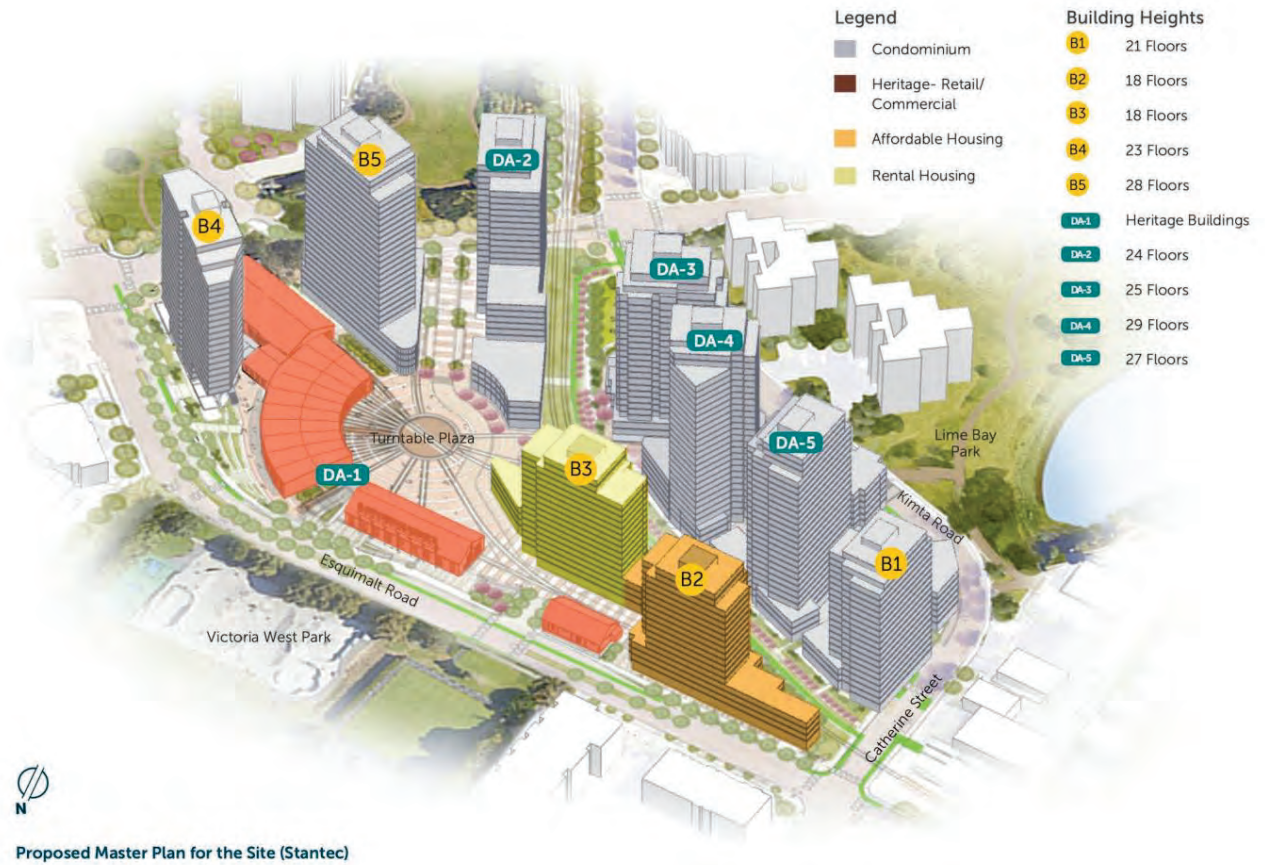 Legend
Condominium
Heritage- Retail/
Commercial
Affordable Housing
Rental Housing
Building Heights
B1 21 Floors
B2 18 Floors
B3 18 Floors
B4 23 Floors
B5 28 Floors
DA-1 Heritage Buildings
DA-2 24 Floors
DA-3 25 Floors
DA-4 29 Floors
DA-5 27 Floors
B5
DA-2
B4
DA-3
DA-4
Turntable Plaza
DA-5
Lime Bay
Park
B3
DA-1
Kimta Road
B1
Esquimalt Road
B2
Victoria West Park
Catherine Street
N
Proposed Master Plan for the Site (Stantec)